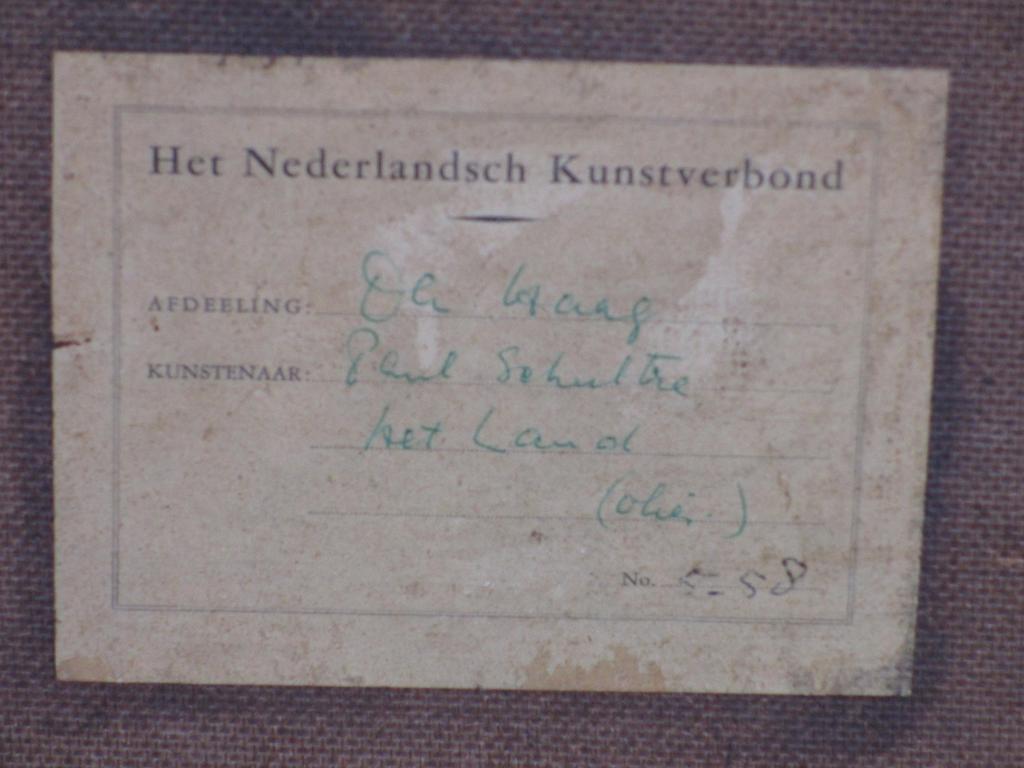 Het Nederlandsch Kunstverbond
AFDEELING: Den Haag
KUNSTENAAR: Paul Schultze
Het Land
(olie.)
No. 5-58